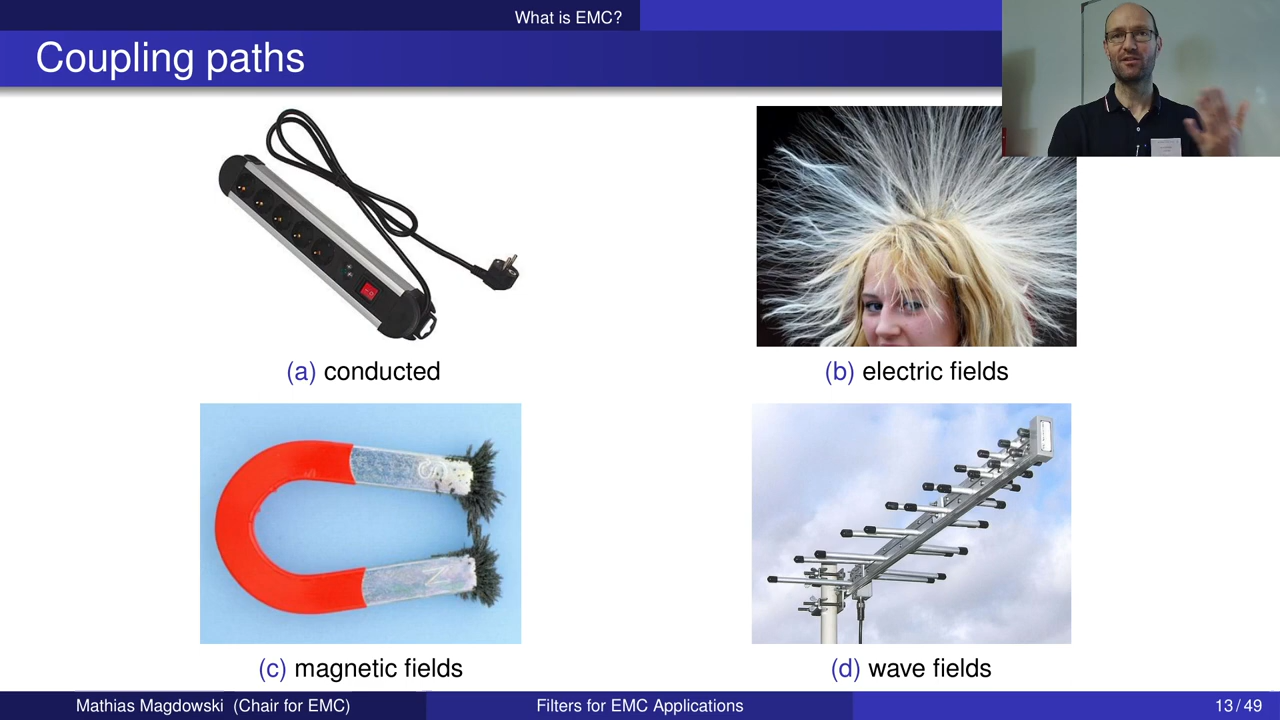 What is EMC?
Coupling paths
(a) conducted
(b) electric fields
N
(c) magnetic fields
(d) wave fields
Mathias Magdowski (Chair for EMC)
Filters for EMC Applications
13 / 49